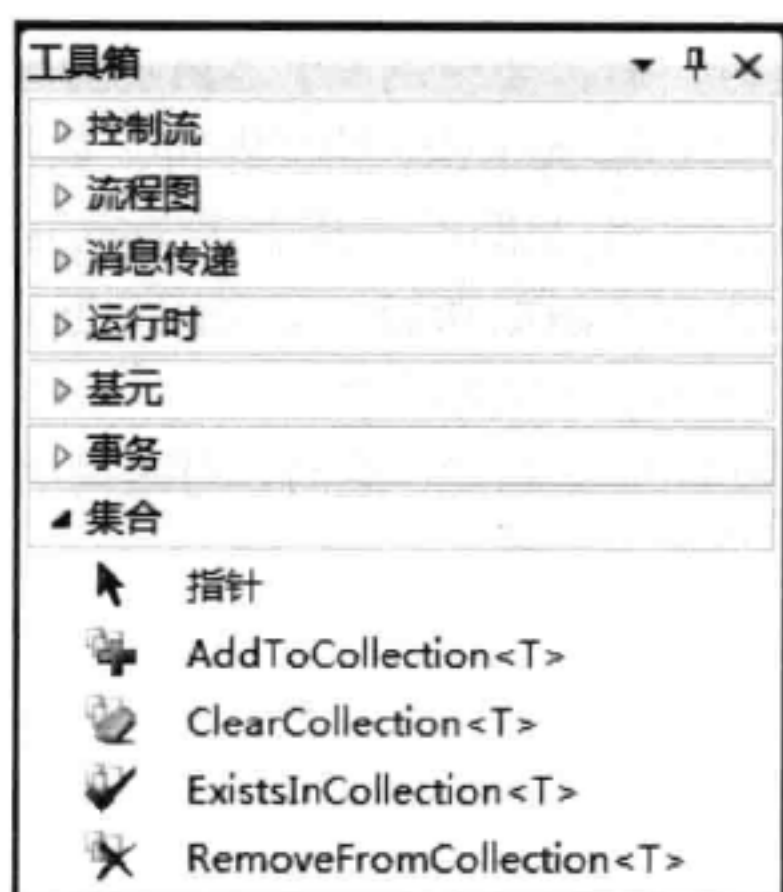 工具箱
控制流
流程图
消息传递
运行时
基元
事务
集合
指针
AddToCollection<T>
ClearCollection<T>
ExistsInCollection<T>
RemoveFromCollection<T>